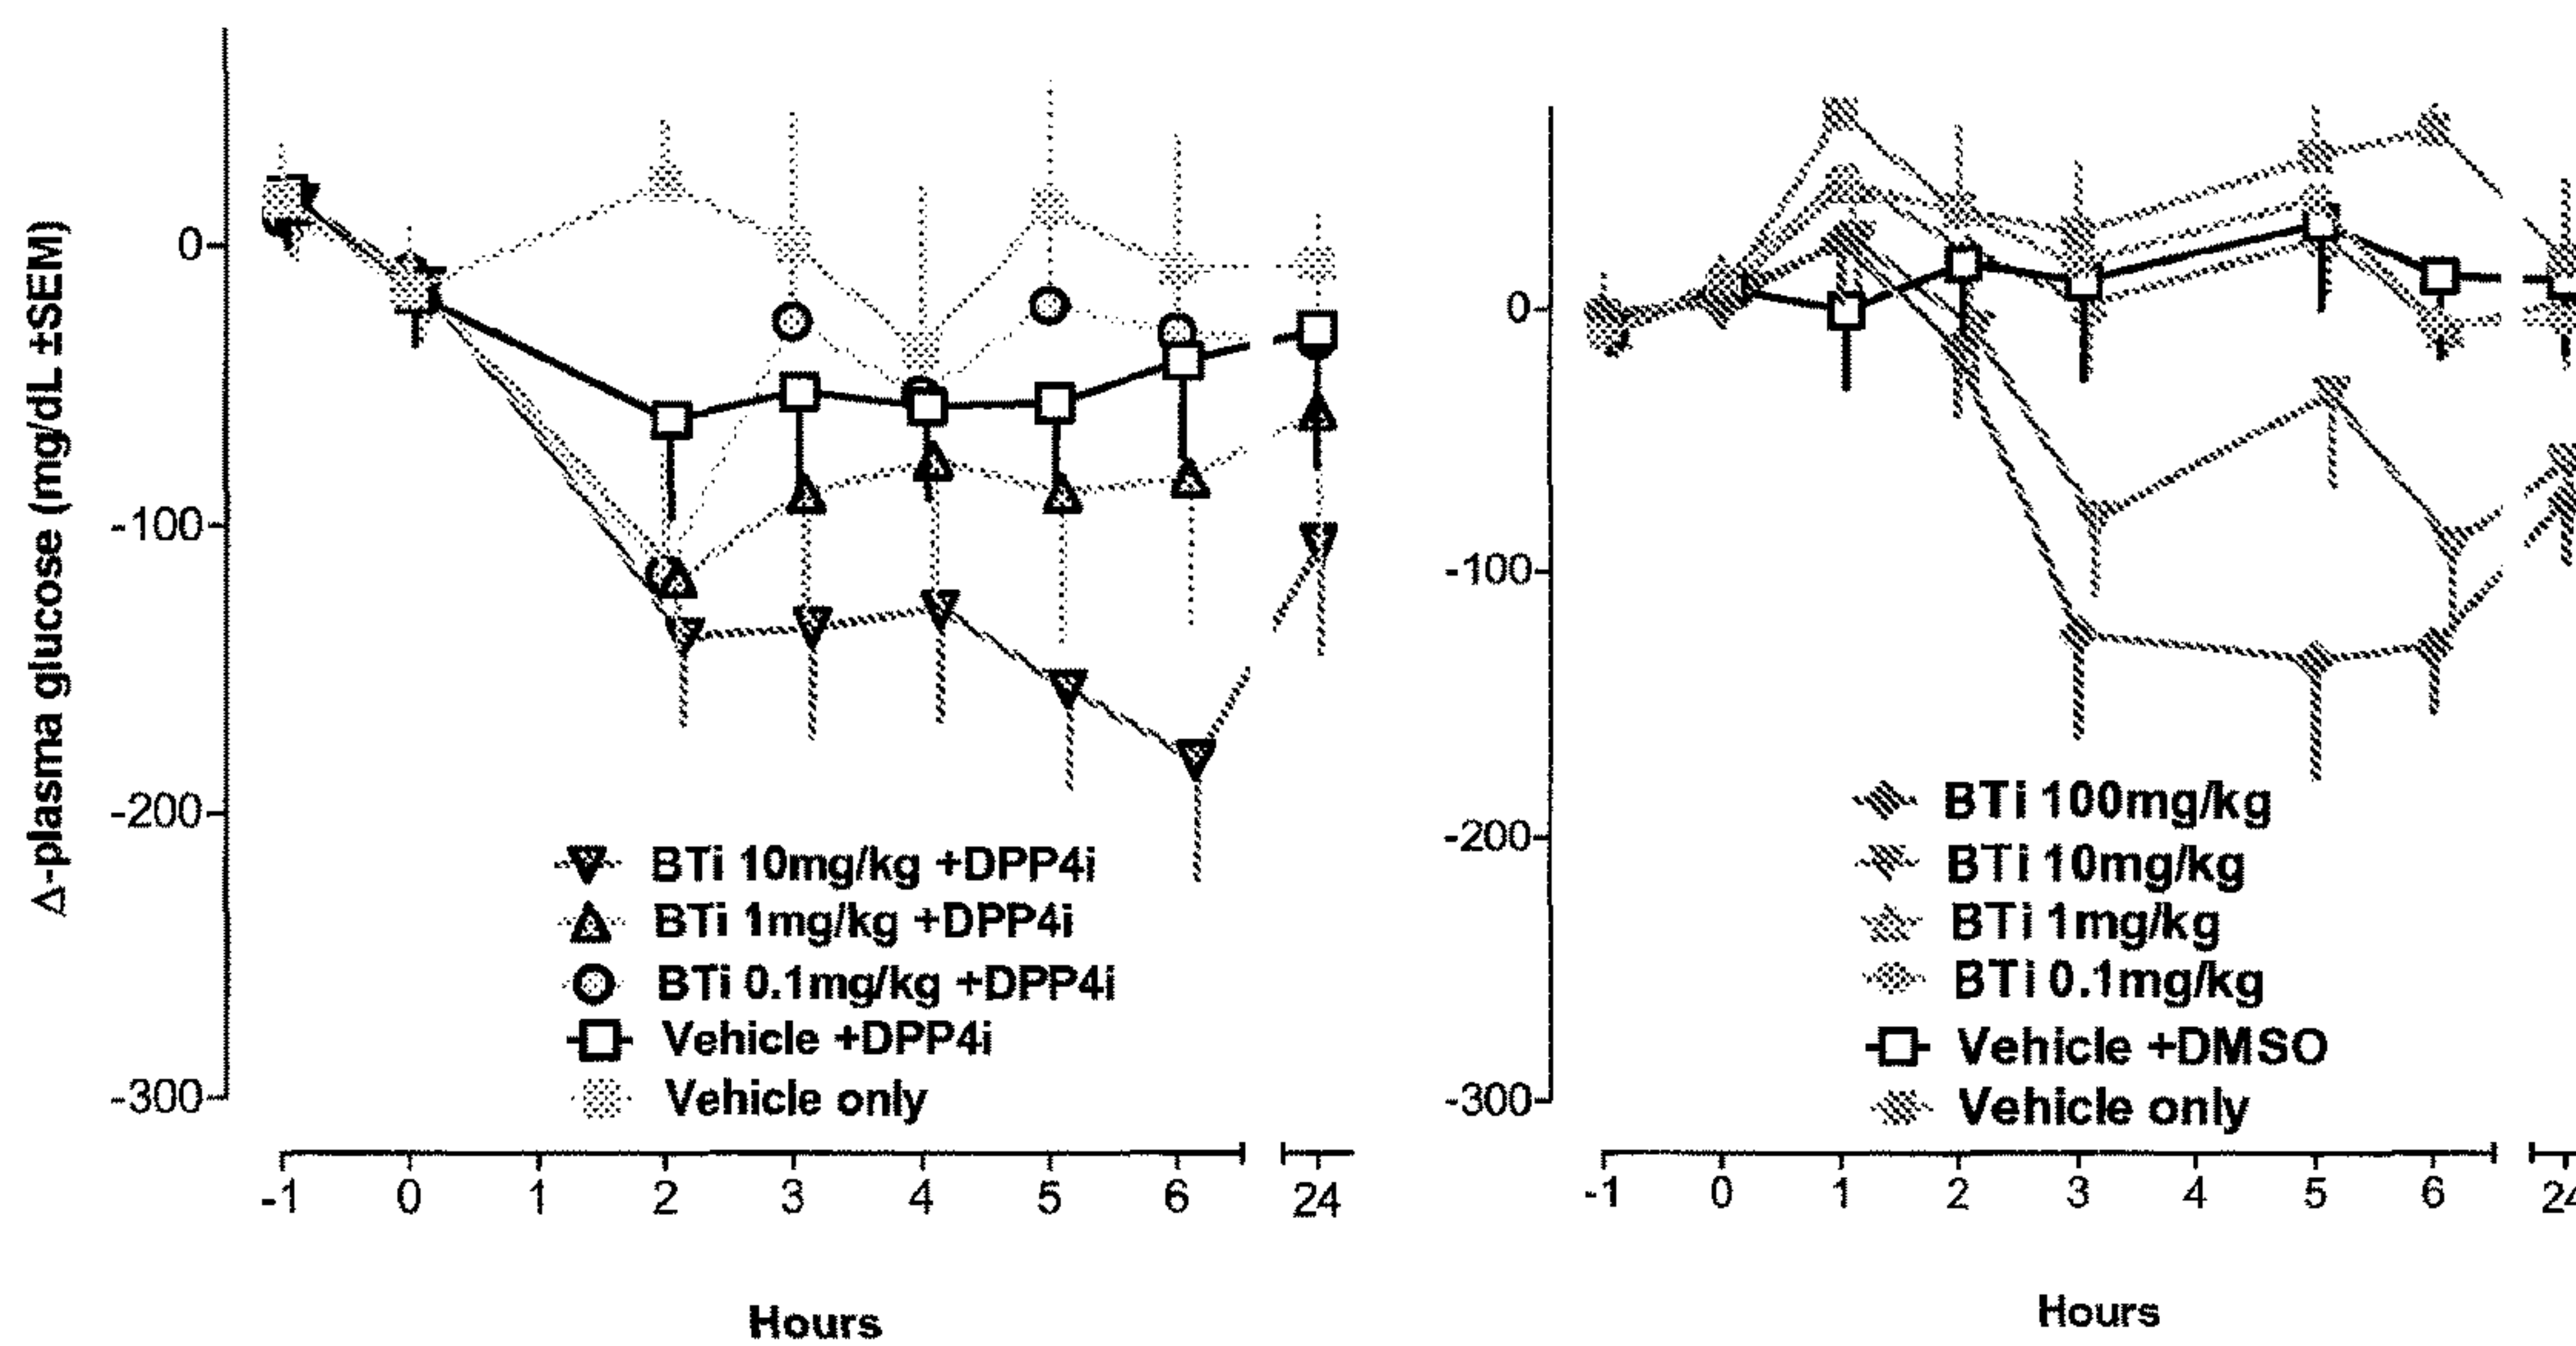 Δ-plasma glucose (mg/dL ±SEM)
0
-100
-200
-300
BTi 10mg/kg +DPP4i
BTi 1mg/kg +DPP4i
BTi 0.1mg/kg +DPP4i
Vehicle +DPP4i
Vehicle only
-1 0 1 2 3 4 5 6 24
Hours
0
-100
-200
-300
BTi 100mg/kg
BTi 10mg/kg
BTi 1mg/kg
BTi 0.1mg/kg
Vehicle +DMSO
Vehicle only
-1 0 1 2 3 4 5 6 24
Hours